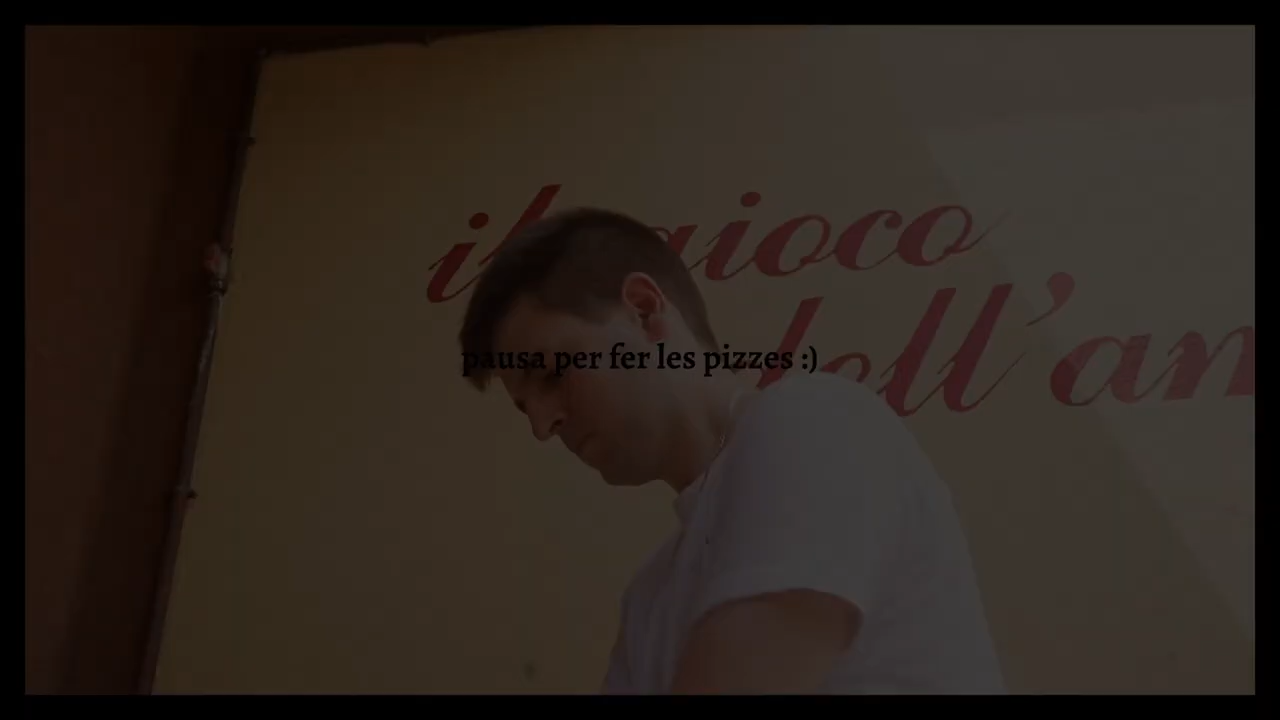 il gioco
dell'an
pausa per fer les pizzes :)